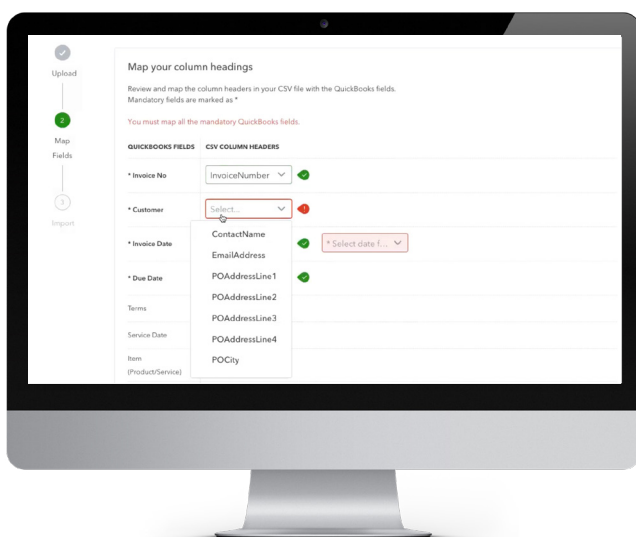 Upload
2
Map
Fields
3
Import
Map your column headings
Review and map the column headers in your CSV file with the QuickBooks fields.
Mandatory fields are marked as *
You must map all the mandatory QuickBooks fields.
QUICKBOOKS FIELDS CSV COLUMN HEADERS
* Invoice No InvoiceNumber
* Customer Select... !
ContactName
* Invoice Date * Select date f...
EmailAddress
POAddressLine1
* Due Date
POAddressLine2
Terms
POAddressLine3
POAddressLine4
Service Date
POCity
Item
(Product/Service)